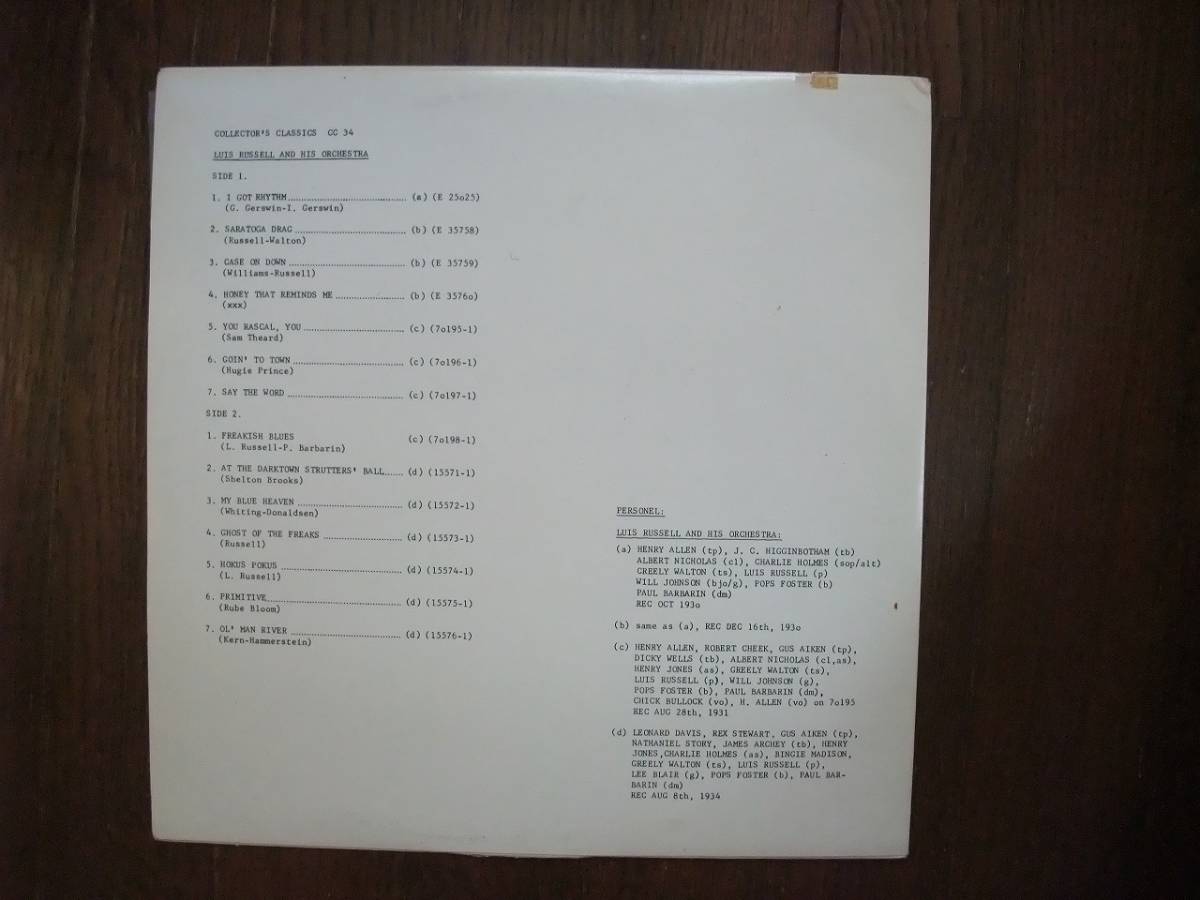 COLLECTOR'S CLASSICS CC 34
LUIS RUSSELL AND HIS ORCHESTRA
SIDE 1.
1. I GOT RHYTHM........................................ (a) (E 25o25)
(G. Gerswin-I. Gerswin)
2. SARATOGA DRAG...................................... (b) (E 35758)
(Russell-Walton)
3. CASE ON DOWN....................................... (b) (E 35759)
(Williams-Russell)
4. HONEY THAT REMINDS ME....................... (b) (E 3576o)
(xxx)
5. YOU RASCAL, YOU................................... (c) (7o195-1)
(Sam Theard)
6. GOIN' TO TOWN..................................... (c) (7o196-1)
(Hugie Prince)
7. SAY THE WORD....................................... (c) (7o197-1)
SIDE 2.
1. FREAKISH BLUES (c) (7o198-1)
(L. Russell-P. Barbarin)
2. AT THE DARKTOWN STRUTTERS' BALL...... (d) (15571-1)
(Shelton Brooks)
3. MY BLUE HEAVEN................................... (d) (15572-1)
(Whiting-Donaldsen)
4. GHOST OF THE FREAKS........................... (d) (15573-1)
(Russell)
5. HOKUS POKUS........................................ (d) (15574-1)
(L. Russell)
6. PRIMITIVE............................................. (d) (15575-1)
(Rube Bloom)
7. OL' MAN RIVER..................................... (d) (15576-1)
(Kern-Hammerstein)
PERSONEL:
LUIS RUSSELL AND HIS ORCHESTRA:
(a) HENRY ALLEN (tp), J. C. HIGGINBOTHAM (tb)
ALBERT NICHOLAS (cl), CHARLIE HOLMES (sop/alt)
GREELY WALTON (ts), LUIS RUSSELL (p)
WILL JOHNSON (bjo/g), POPS FOSTER (b)
PAUL BARBARIN (dm)
REC OCT 193o
(b) same as (a), REC DEC 16th, 193o
(c) HENRY ALLEN, ROBERT CHEEK, GUS AIKEN (tp),
DICKY WELLS (tb), ALBERT NICHOLAS (cl,as),
HENRY JONES (as), GREELY WALTON (ts),
LUIS RUSSELL (p), WILL JOHNSON (g),
POPS FOSTER (b), PAUL BARBARIN (dm),
CHICK BULLOCK (vo), H. ALLEN (vo) on 7o195
REC AUG 28th, 1931
(d) LEONARD DAVIS, REX STEWART, GUS AIKEN (tp),
NATHANIEL STORY, JAMES ARCHEY (tb), HENRY
JONES,CHARLIE HOLMES (as), BINGIE MADISON,
GREELY WALTON (ts), LUIS RUSSELL (p),
LEE BLAIR (g), POPS FOSTER (b), PAUL BAR-
BARIN (dm)
REC AUG 8th, 1934